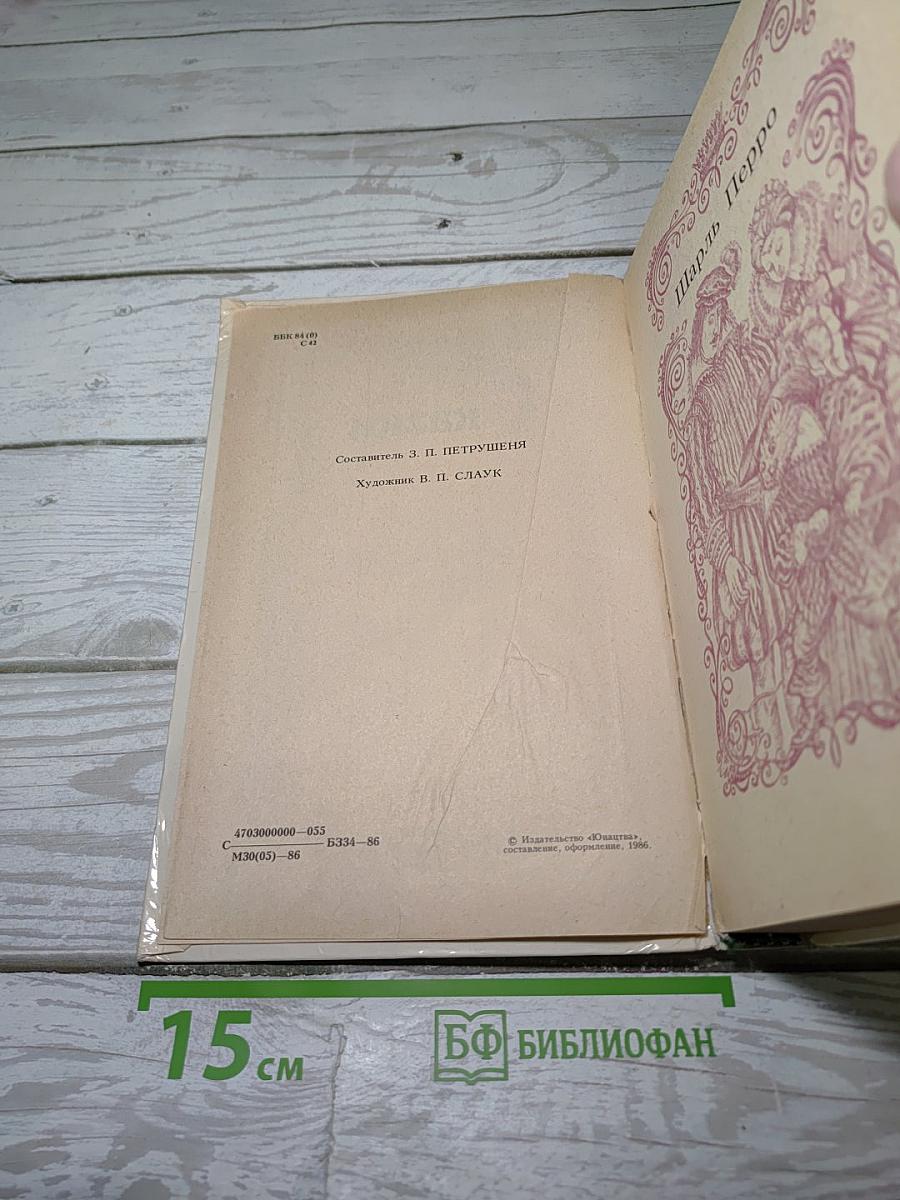 ББК 84(0)
С 42
Составитель З. П. ПЕТРУШЕНЯ
Художник В. П. СЛАУК
4703000000—055
С
БЗ34—86
М30(05)—86
© Издательство «Юнацтва»,
составление, оформление, 1986.
Шарль Перро
15 см
БФ БИБЛИОФАН